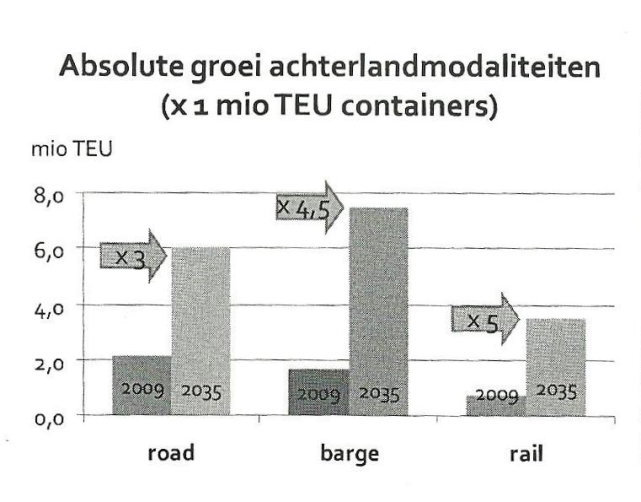 Absolute groei achterlandmodaliteiten
(x 1 mio TEU containers)
mio TEU
8,0
6,0
4,0
2,0
0,0
x 3
x 4,5
x 5
2009 2035
2009 2035
2009 2035
road
barge
rail